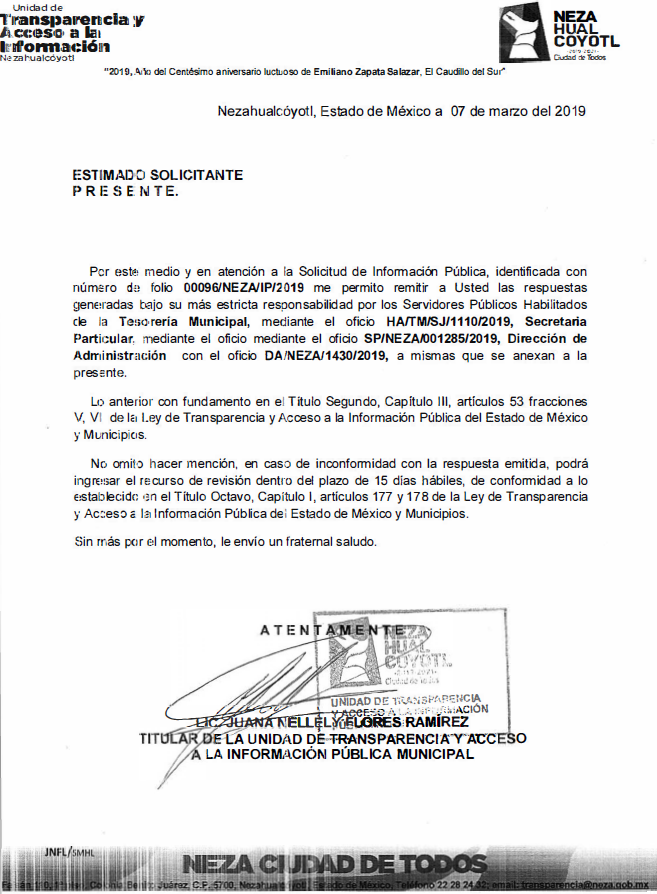 Unidad de
Transparencia y
Acceso a la
Información
Nezahualcóyotl
NEZA
HUAL
CÓYOTL
2019-2021
Ciudad de Todos
"2019, Año del Centésimo aniversario luctuoso de Emiliano Zapata Salazar, El Caudillo del Sur"
Nezahualcóyotl, Estado de México a 07 de marzo del 2019
ESTIMADO SOLICITANTE
P R E S E N T E.
Por este medio y en atención a la Solicitud de Información Pública, identificada con
número de folio 00096/NEZA/IP/2019 me permito remitir a Usted las respuestas
generadas bajo su más estricta responsabilidad por los Servidores Públicos Habilitados
de la Tesorería Municipal, mediante el oficio HA/TM/SJ/1110/2019, Secretaria
Particular, mediante el oficio mediante el oficio SP/NEZA/001285/2019, Dirección de
Administración con el oficio DA/NEZA/1430/2019, a mismas que se anexan a la
presente.
Lo anterior con fundamento en el Título Segundo, Capítulo III, artículos 53 fracciones
V, VI de la Ley de Transparencia y Acceso a la Información Pública del Estado de México
y Municipios.
No omito hacer mención, en caso de inconformidad con la respuesta emitida, podrá
ingresar el recurso de revisión dentro del plazo de 15 días hábiles, de conformidad a lo
establecido en el Título Octavo, Capítulo I, artículos 177 y 178 de la Ley de Transparencia
y Acceso a la Información Pública del Estado de México y Municipios.
Sin más por el momento, le envío un fraternal saludo.
A T E N T A M E N T E
NEZA
HUAL
CÓYOTL
Ciudad de Todos
UNIDAD DE TRANSPARENCIA
Y ACCESO A LA INFORMACIÓN
LIC. JUANA NELLELY FLORES RAMÍREZ
TITULAR DE LA UNIDAD DE TRANSPARENCIA Y ACCESO
A LA INFORMACIÓN PÚBLICA MUNICIPAL
JNFL/SMHL
NEZA CIUDAD DE TODOS
Colonia Benito Juárez, C.P. 5700, Nezahualcóyotl, Estado de México, Teléfono 22 28 24 32; email: transparencia@neza.gob.mx